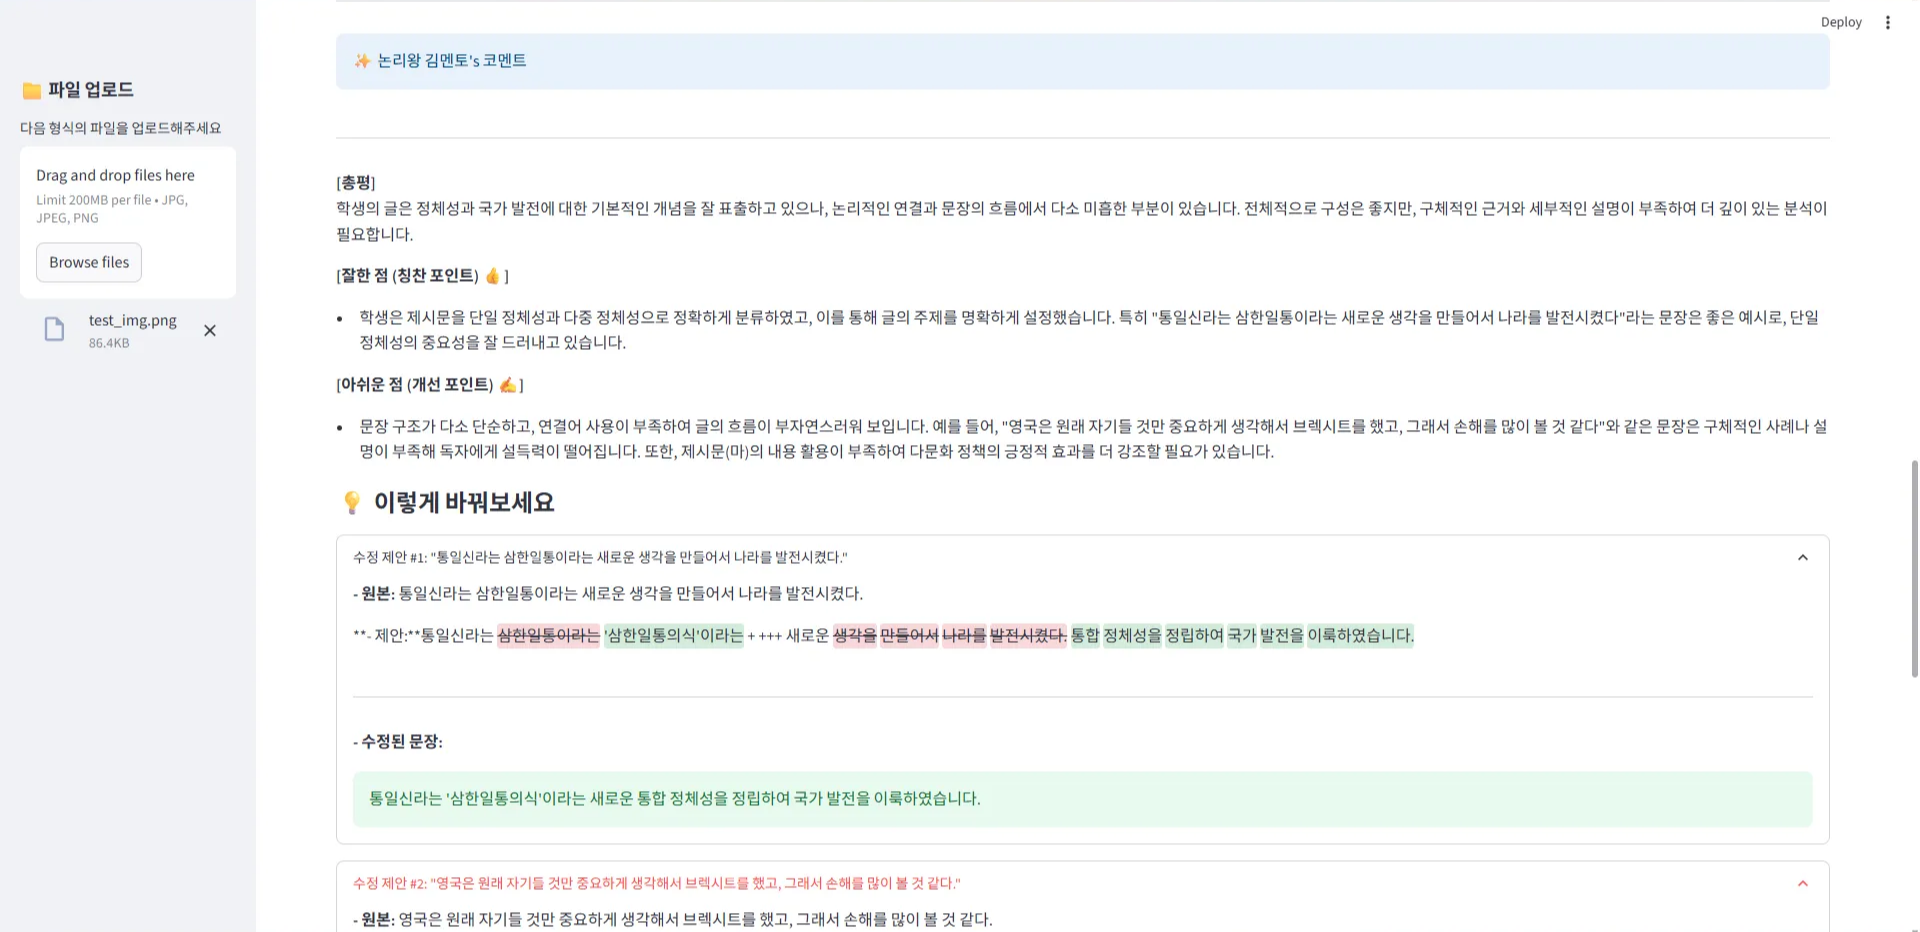 Deploy
✨ 논리왕 김멘토's 코멘트
📁 파일 업로드
다음 형식의 파일을 업로드해주세요
Drag and drop files here
Limit 200MB per file • JPG,
JPEG, PNG
Browse files
test_img.png
86.4KB
[총평]
학생의 글은 정체성과 국가 발전에 대한 기본적인 개념을 잘 표출하고 있으나, 논리적인 연결과 문장의 흐름에서 다소 미흡한 부분이 있습니다. 전체적으로 구성은 좋지만, 구체적인 근거와 세부적인 설명이 부족하여 더 깊이 있는 분석이
필요합니다.
[잘한 점 (칭찬 포인트) 👍 ]
• 학생은 제시문을 단일 정체성과 다중 정체성으로 정확하게 분류하였고, 이를 통해 글의 주제를 명확하게 설정했습니다. 특히 "통일신라는 삼한일통이라는 새로운 생각을 만들어서 나라를 발전시켰다"라는 문장은 좋은 예시로, 단일
정체성의 중요성을 잘 드러내고 있습니다.
[아쉬운 점 (개선 포인트) ✍️ ]
• 문장 구조가 다소 단순하고, 연결어 사용이 부족하여 글의 흐름이 부자연스러워 보입니다. 예를 들어, "영국은 원래 자기들 것만 중요하게 생각해서 브렉시트를 했고, 그래서 손해를 많이 볼 것 같다"와 같은 문장은 구체적인 사례나 설
명이 부족해 독자에게 설득력이 떨어집니다. 또한, 제시문(마)의 내용 활용이 부족하여 다문화 정책의 긍정적 효과를 더 강조할 필요가 있습니다.
💡 이렇게 바꿔보세요
수정 제안 #1: "통일신라는 삼한일통이라는 새로운 생각을 만들어서 나라를 발전시켰다."
- 원본: 통일신라는 삼한일통이라는 새로운 생각을 만들어서 나라를 발전시켰다.
**- 제안:**통일신라는 삼한일통이라는 '삼한일통의식'이라는 + +++ 새로운 생각을 만들어서 나라를 발전시켰다. 통합 정체성을 정립하여 국가 발전을 이룩하였습니다.
- 수정된 문장:
통일신라는 '삼한일통의식'이라는 새로운 통합 정체성을 정립하여 국가 발전을 이룩하였습니다.
수정 제안 #2: "영국은 원래 자기들 것만 중요하게 생각해서 브렉시트를 했고, 그래서 손해를 많이 볼 것 같다."
- 원본: 영국은 원래 자기들 것만 중요하게 생각해서 브렉시트를 했고, 그래서 손해를 많이 볼 것 같다.